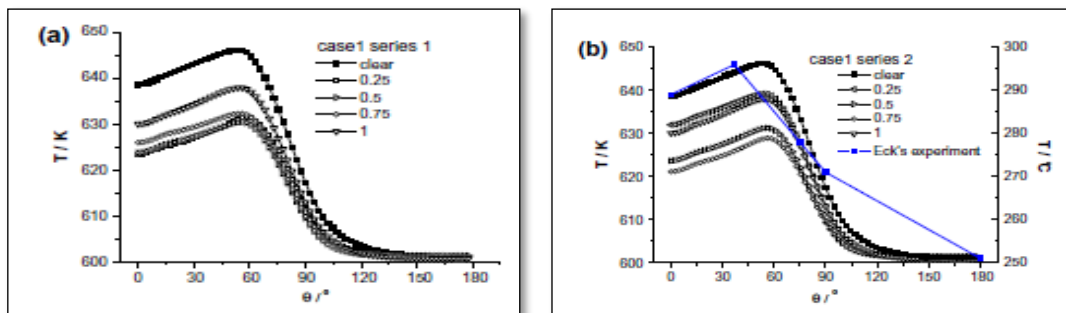 (a)
case1 series 1
clear
0.25
0.5
0.75
1
T / K
650
640
630
620
610
600
0 30 60 90 120 150 180
θ / °
(b)
case1 series 2
clear
0.25
0.5
0.75
1
Eck's experiment
T / K
650
640
630
620
610
600
T / ℃
300
290
280
270
260
250
0 30 60 90 120 150 180
θ / °